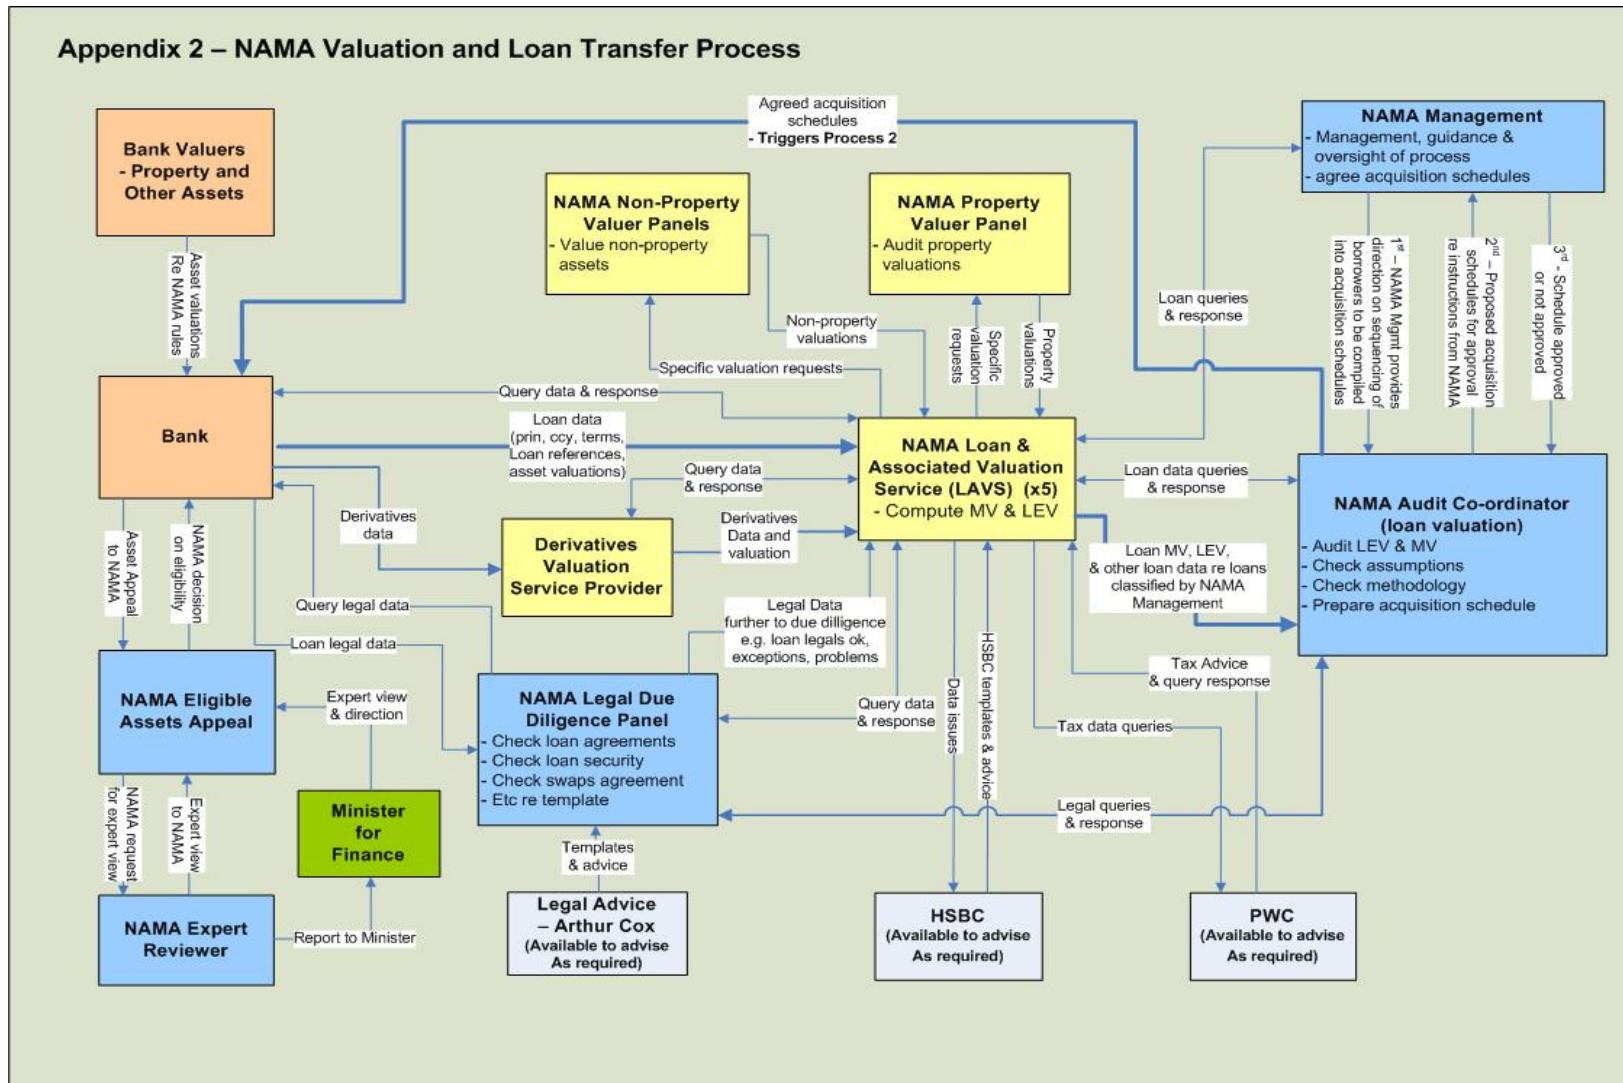 Appendix 2 – NAMA Valuation and Loan Transfer Process
Agreed acquisition
schedules
- Triggers Process 2
Bank Valuers
- Property and
Other Assets
NAMA Non-Property
Valuer Panels
- Value non-property
assets
NAMA Property
Valuer Panel
- Audit property
valuations
NAMA Management
- Management, guidance &
oversight of process
- agree acquisition schedules
Asset valuations
Re NAMA rules
Non-property
valuations
Specific valuation requests
Specific
valuation
requests
Property
valuations
Loan queries
& response
1st – NAMA Mgmt provides
direction on sequencing of
borrowers to be compiled
into acquisition schedules
2nd – Proposed acquisition
schedules for approval
re instructions from NAMA
3rd - Schedule approved
or not approved
Bank
Query data & response
Loan data
(prin, ccy, terms,
Loan references,
asset valuations)
NAMA Loan &
Associated Valuation
Service (LAVS) (x5)
- Compute MV & LEV
Query data
& response
Loan data queries
& response
NAMA Audit Co-ordinator
(loan valuation)
- Audit LEV & MV
- Check assumptions
- Check methodology
- Prepare acquisition schedule
Derivatives
data
Derivatives
Valuation
Service Provider
Derivatives
Data and
valuation
Loan MV, LEV,
& other loan data re loans
classified by NAMA
Management
Asset Appeal
to NAMA
NAMA decision
on eligibility
Query legal data
Loan legal data
Legal Data
further to due dilligence
e.g. loan legals ok,
exceptions, problems
NAMA Eligible
Assets Appeal
Expert view
& direction
NAMA Legal Due
Diligence Panel
- Check loan agreements
- Check loan security
- Check swaps agreement
- Etc re template
Query data
& response
Data issues
HSBC templates & advice
Tax Advice
& query response
Tax data queries
Legal queries
& response
NAMA request
for expert view
Expert view
to NAMA
Minister
for
Finance
Templates
& advice
NAMA Expert
Reviewer
Report to Minister
Legal Advice
– Arthur Cox
(Available to advise
As required)
HSBC
(Available to advise
As required)
PWC
(Available to advise
As required)